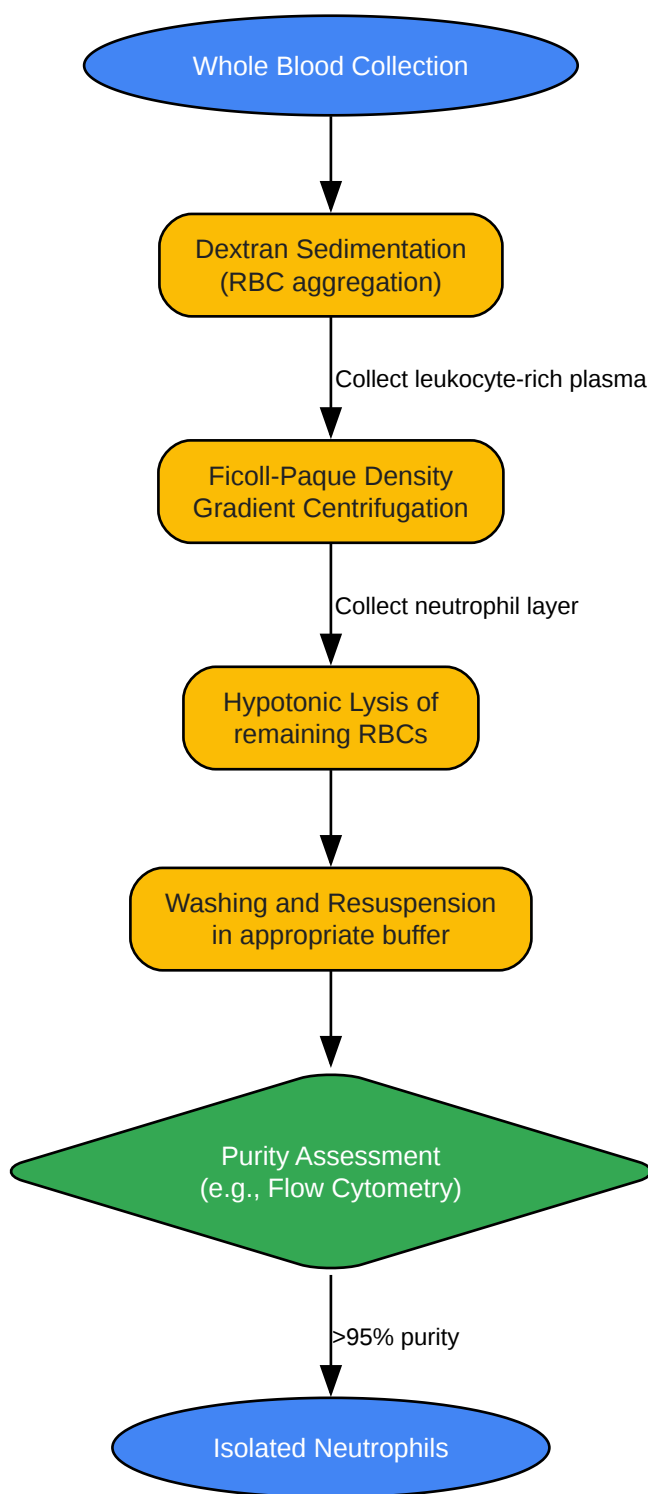 Whole Blood Collection
Dextran Sedimentation
(RBC aggregation)
Collect leukocyte-rich plasma
Ficoll-Paque Density
Gradient Centrifugation
Collect neutrophil layer
Hypotonic Lysis of
remaining RBCs
Washing and Resuspension
in appropriate buffer
Purity Assessment
(e.g., Flow Cytometry)
>95% purity
Isolated Neutrophils